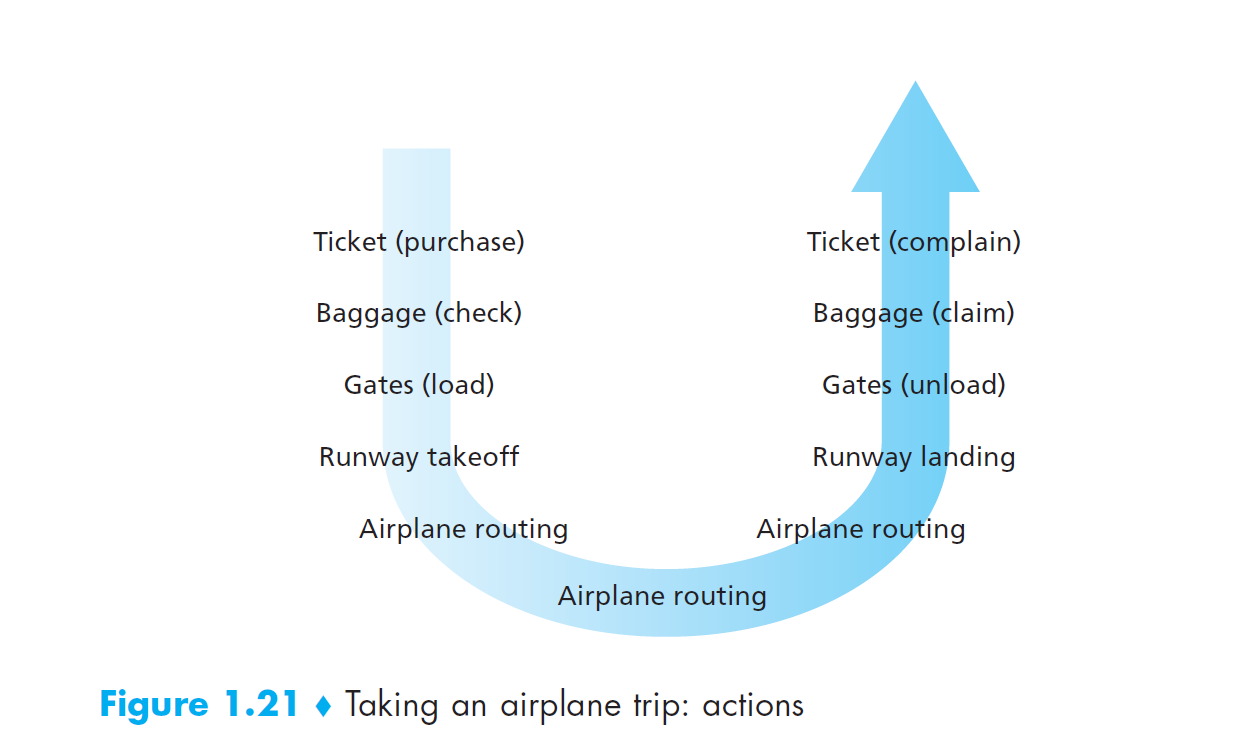 Ticket (purchase)
Baggage (check)
Gates (load)
Runway takeoff
Airplane routing
Airplane routing
Airplane routing
Runway landing
Gates (unload)
Baggage (claim)
Ticket (complain)
Figure 1.21 ♦ Taking an airplane trip: actions